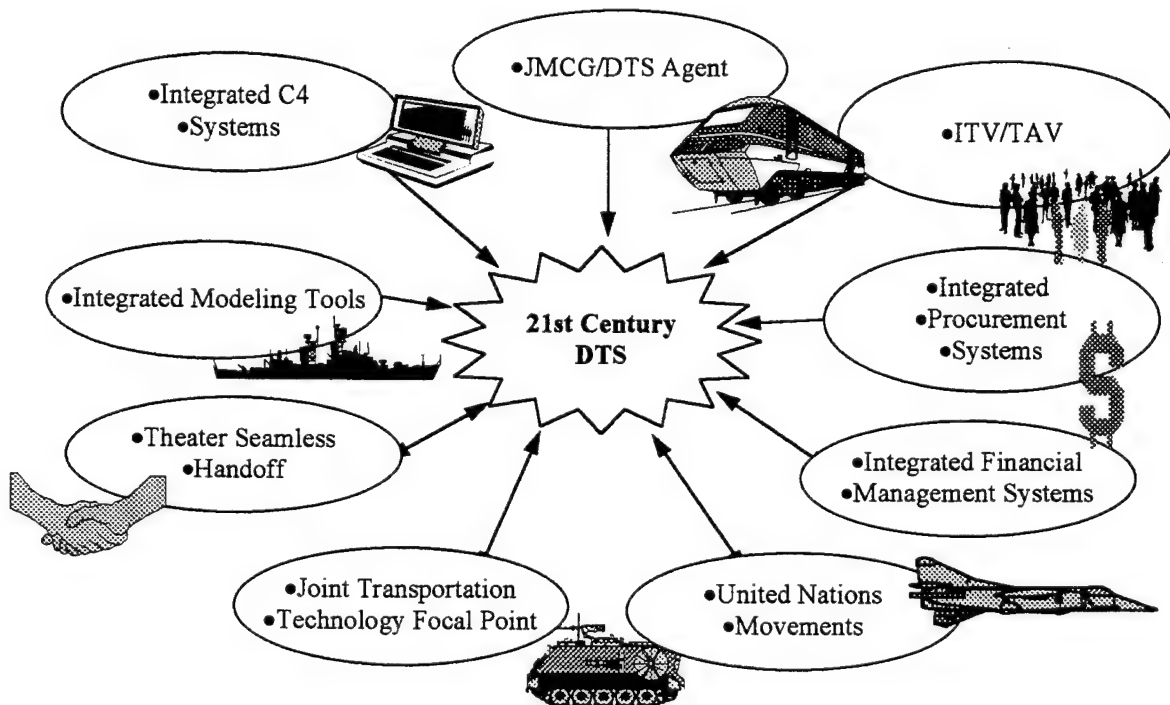 •JMCG/DTS Agent
•Integrated C4
•Systems
•ITV/TAV
•Integrated Modeling Tools
21st Century
DTS
•Integrated
•Procurement
•Systems
•Theater Seamless
•Handoff
•Integrated Financial
•Management Systems
•Joint Transportation
•Technology Focal Point
•United Nations
•Movements
$